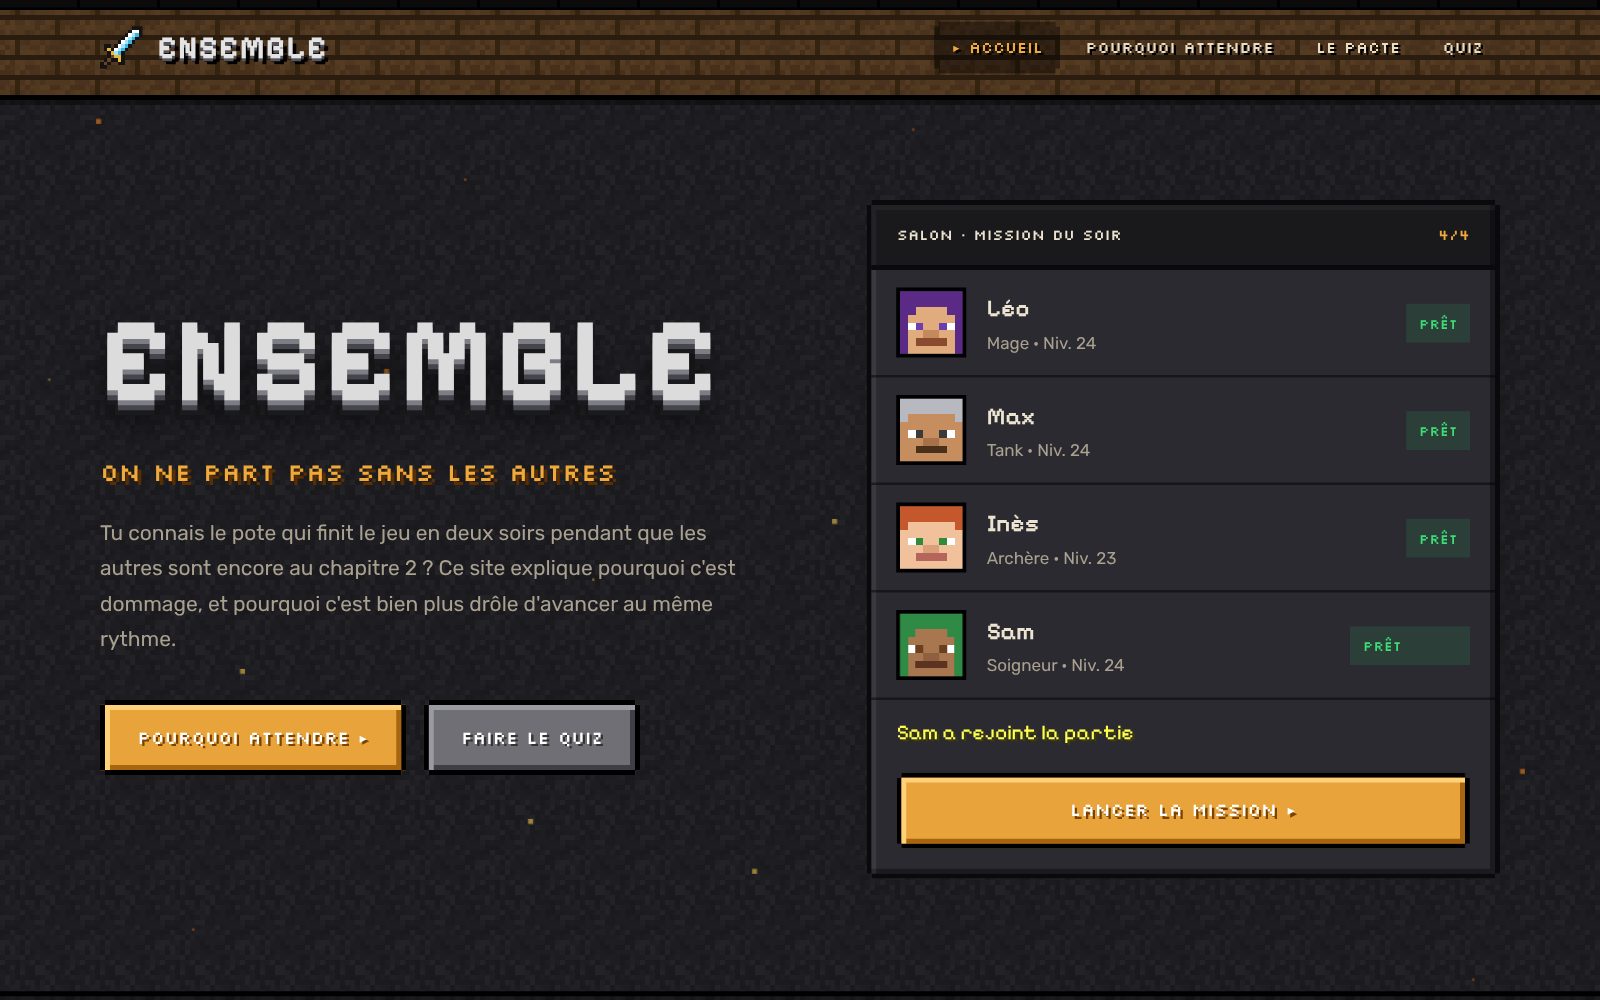 ENSEMBLE
▸ ACCUEIL
POURQUOI ATTENDRE
LE PACTE
QUIZ
ENSEMBLE
ON NE PART PAS SANS LES AUTRES
Tu connais le pote qui finit le jeu en deux soirs pendant que les
autres sont encore au chapitre 2 ? Ce site explique pourquoi c'est
dommage, et pourquoi c'est bien plus drôle d'avancer au même
rythme.
POURQUOI ATTENDRE ▸
FAIRE LE QUIZ
SALON · MISSION DU SOIR
4/4
Léo
Mage • Niv. 24
PRÊT
Max
Tank • Niv. 24
PRÊT
Inès
Archère • Niv. 23
PRÊT
Sam
Soigneur • Niv. 24
PRÊT
Sam a rejoint la partie
LANCER LA MISSION ▸